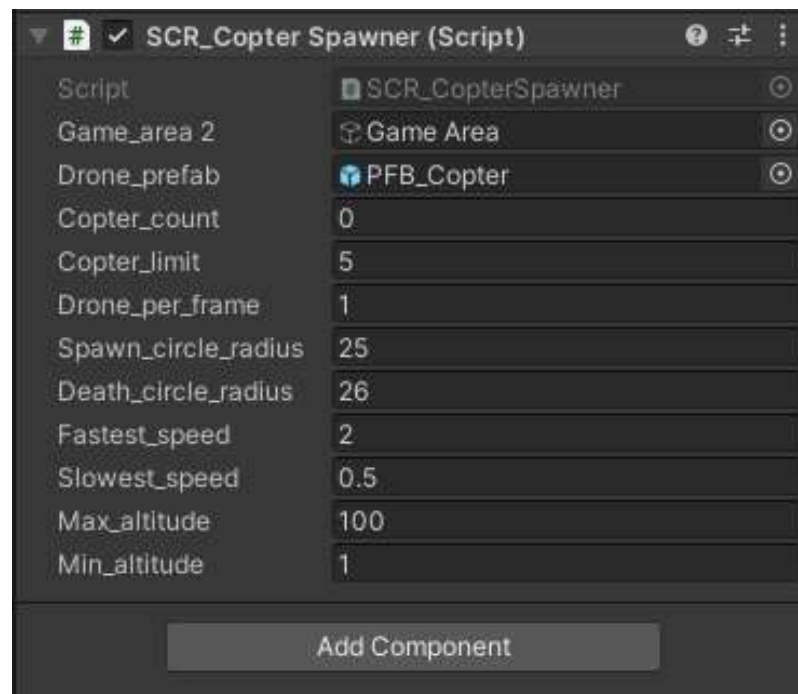 SCR_Copter Spawner (Script)
Script SCR_CopterSpawner
Game_area 2 Game Area
Drone_prefab PFB_Copter
Copter_count 0
Copter_limit 5
Drone_per_frame 1
Spawn_circle_radius 25
Death_circle_radius 26
Fastest_speed 2
Slowest_speed 0.5
Max_altitude 100
Min_altitude 1
Add Component